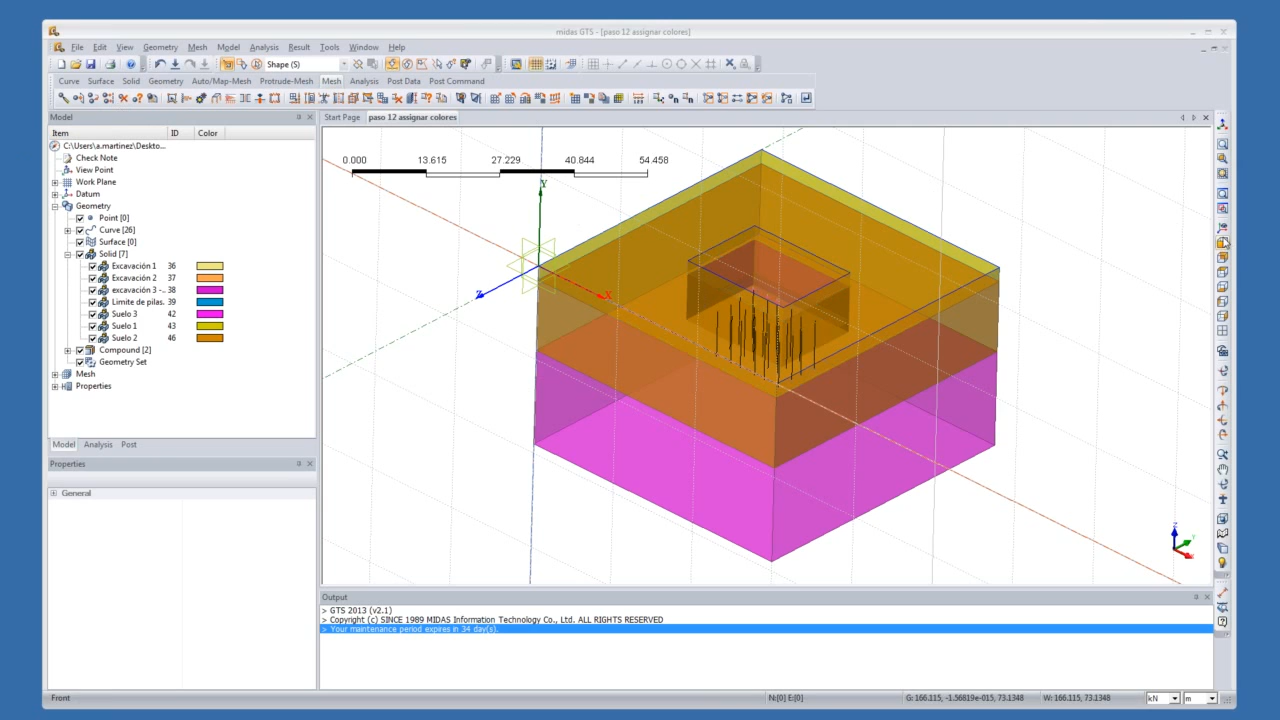 midas GTS - [paso 12 assignar colores]
File Edit View Geometry Mesh Model Analysis Result Tools Window Help
Shape (S)
Curve Surface Solid Geometry Auto/Map-Mesh Protrude-Mesh Mesh Analysis Post Data Post Command
Model
Start Page paso 12 assignar colores
Item ID Color
C:\Users\a.martinez\Deskto...
Check Note
View Point
Work Plane
Datum
Geometry
Point [0]
Curve [26]
Surface [0]
Solid [7]
Excavación 1 36
Excavación 2 37
excavación 3 -.. 38
Limite de pilas. 39
Suelo 3 42
Suelo 1 43
Suelo 2 46
Compound [2]
Geometry Set
Mesh
Properties
0.000 13.615 27.229 40.844 54.458
Y
Z
X
Z
Y
X
Model Analysis Post
Properties
General
Output
> GTS 2013 (v2.1)
> Copyright (c) SINCE 1989 MIDAS Information Technology Co., Ltd. ALL RIGHTS RESERVED
> Your maintenance period expires in 34 day(s).
Front N:[0] E:[0] G: 166.115, -1.56819e-015, 73.1348 W: 166.115, 73.1348 kN m